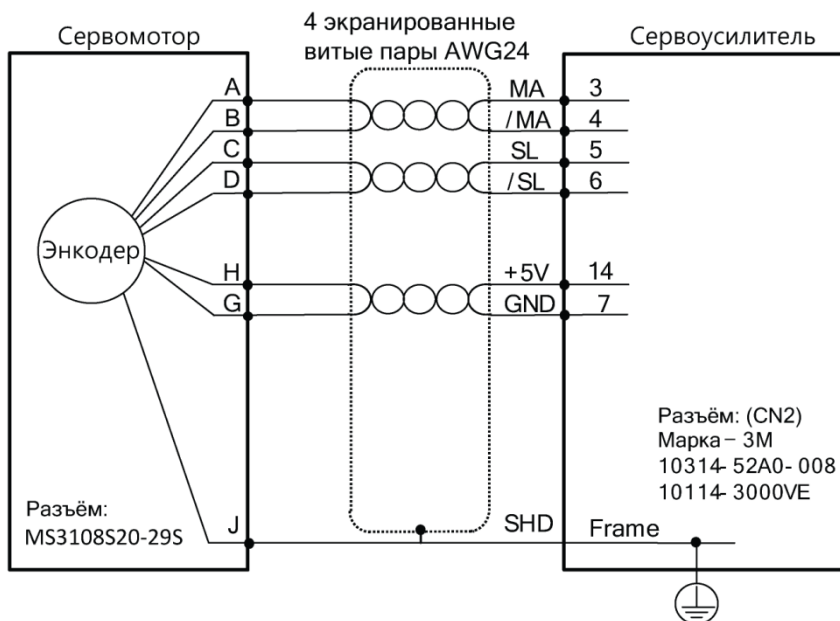 4 экранированные
витые пары AWG24
Сервомотор
Сервоусилитель
A
MA
3
B
/MA
4
C
SL
5
D
/SL
6
Энкодер
H
+5V
14
G
GND
7
Разъём: (CN2)
Марка – 3M
10314- 52A0- 008
10114- 3000VE
Разъём:
MS3108S20-29S
J
SHD
Frame